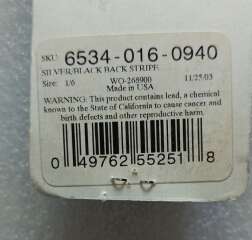 SKU 6534-016-0940
SILVER/BLACK BACK STRIPE
Size: 1/6 WO-268900 11/25/03
Made in USA
WARNING: This product contains lead, a chemical
known to the State of California to cause cancer and
birth defects and other reproductive harm.
0 49762 55251 8